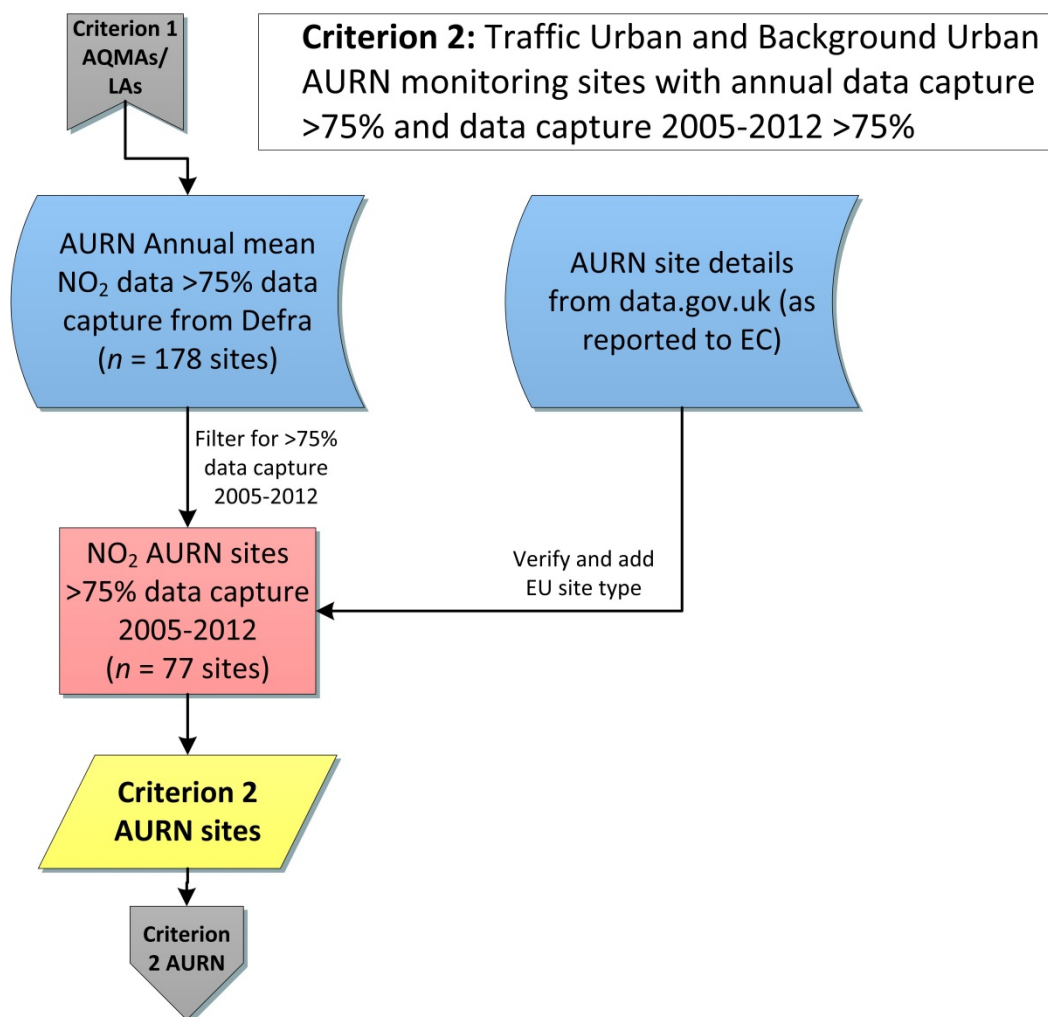 Criterion 1
AQMAs/
LAs
Criterion 2: Traffic Urban and Background Urban
AURN monitoring sites with annual data capture
>75% and data capture 2005-2012 >75%
AURN Annual mean
NO₂ data >75% data
capture from Defra
(n = 178 sites)
AURN site details
from data.gov.uk (as
reported to EC)
Filter for >75%
data capture
2005-2012
NO₂ AURN sites
>75% data capture
2005-2012
(n = 77 sites)
Verify and add
EU site type
Criterion 2
AURN sites
Criterion
2 AURN